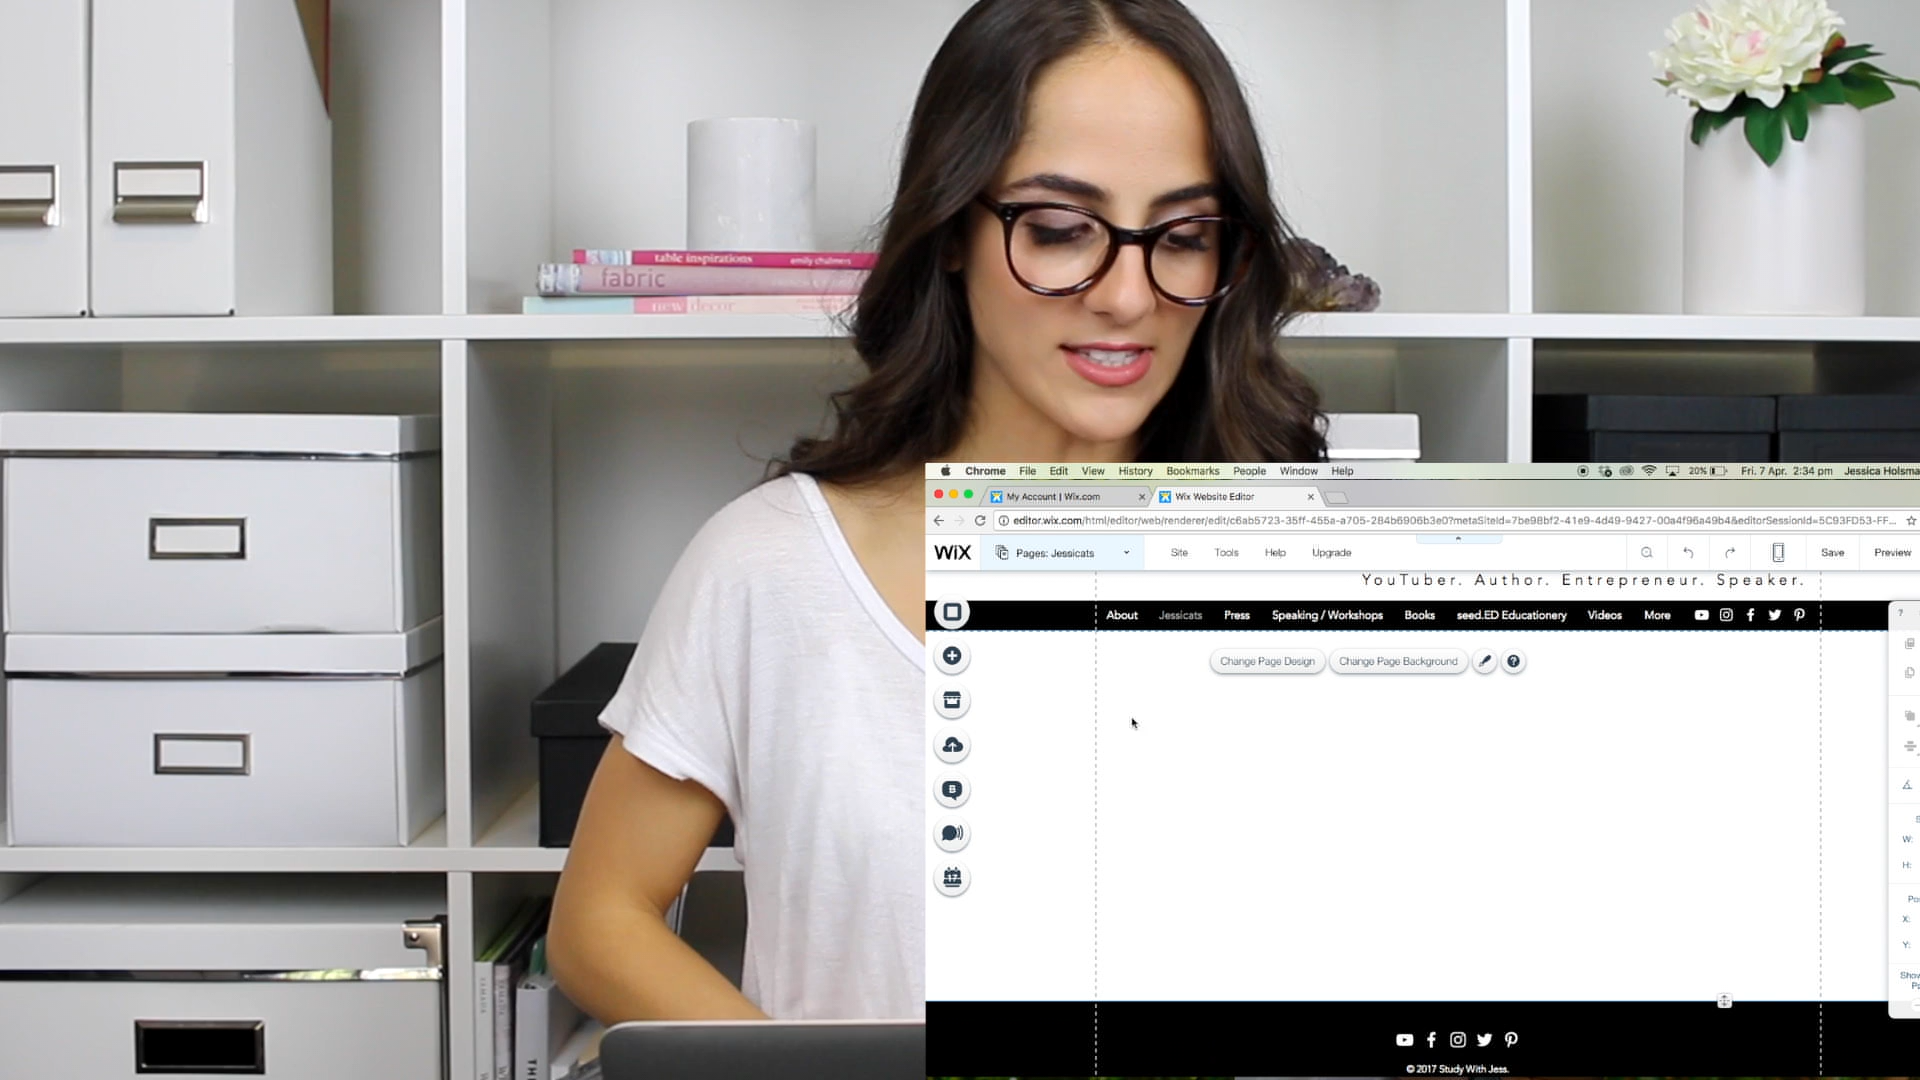 table inspirations emily chalmers
fabric
new decor
Chrome File Edit View History Bookmarks People Window Help 20% Fri. 7 Apr. 2:34 pm Jessica Holsma
My Account | Wix.com
Wix Website Editor
editor.wix.com/html/editor/web/renderer/edit/c6ab5723-35ff-455a-a705-284b6906b3e0?metaSiteId=7be98bf2-41e9-4d49-9427-00a4f96a49b4&editorSessionId=5C93FD53-FF...
WiX Pages: Jessicats Site Tools Help Upgrade Save Preview
YouTuber. Author. Entrepreneur. Speaker.
About Jessicats Press Speaking / Workshops Books seed.ED Educationery Videos More
?
Change Page Design Change Page Background ?
B
S
W:
H:
Po
X:
Y:
Show
P
17
© 2017 Study With Jess.
TH